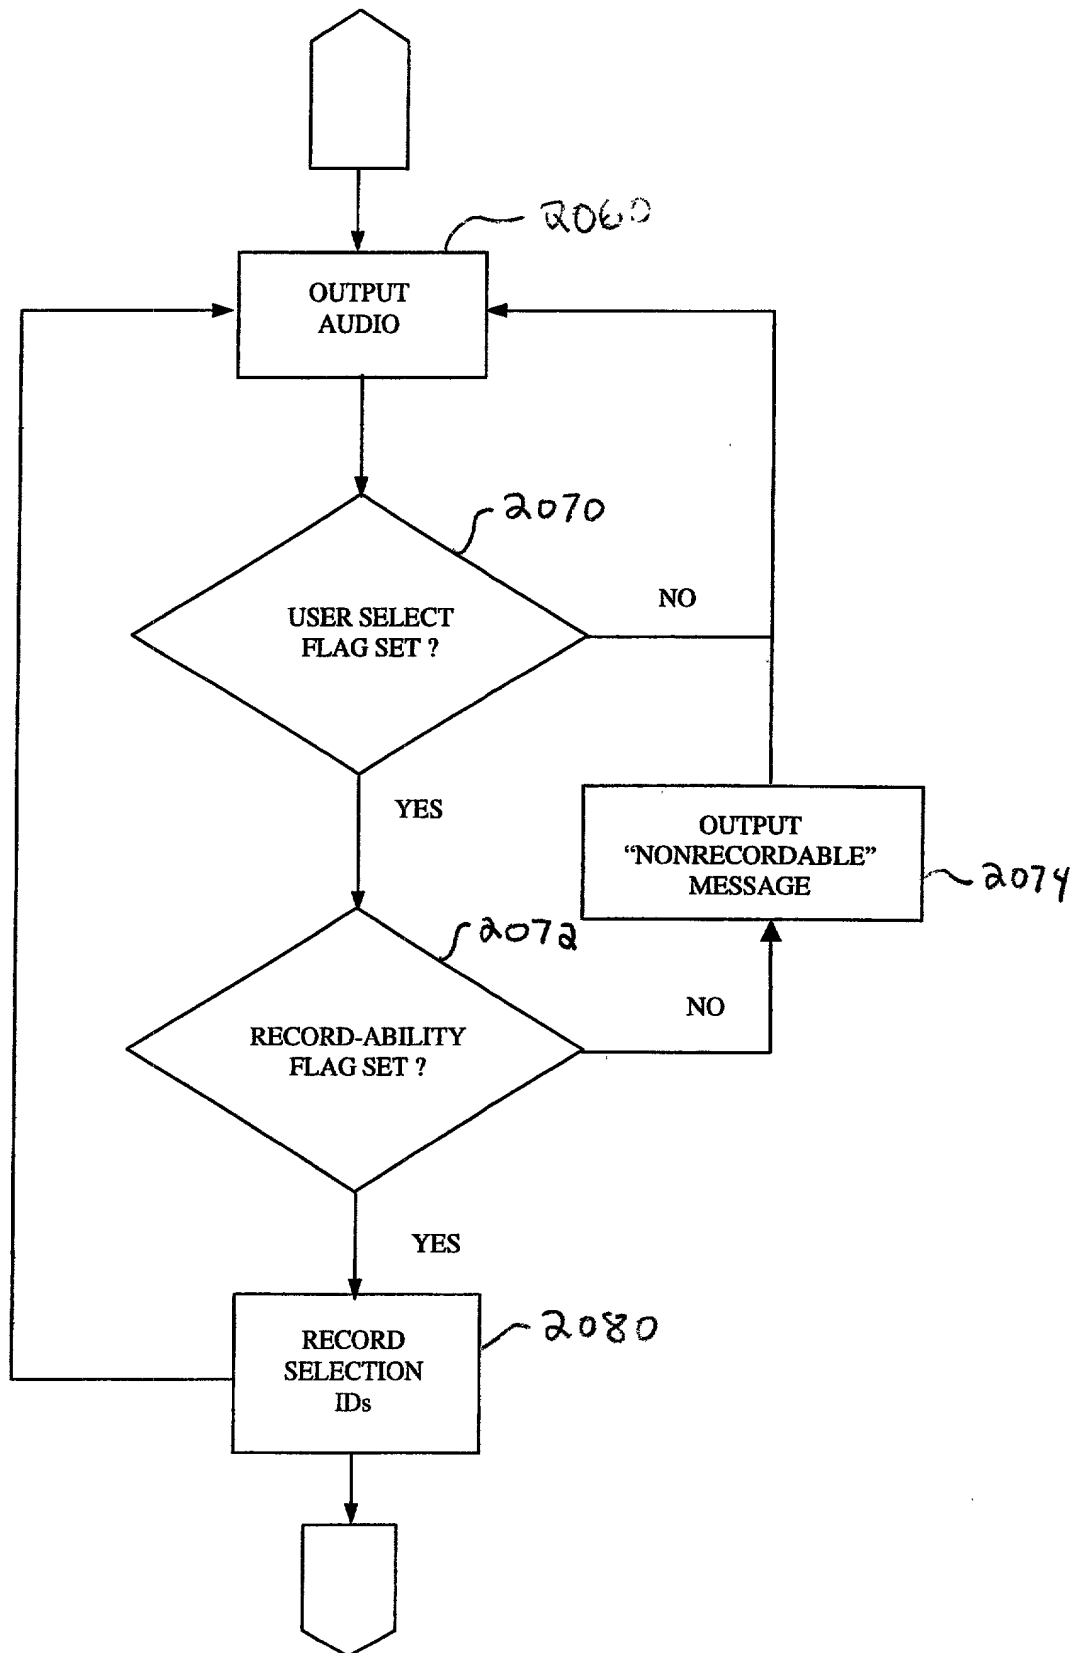 2060
OUTPUT
AUDIO
2070
USER SELECT
FLAG SET ?
NO
YES
OUTPUT
“NONRECORDABLE”
MESSAGE
2074
2072
RECORD-ABILITY
FLAG SET ?
NO
YES
RECORD
SELECTION
IDs
2080